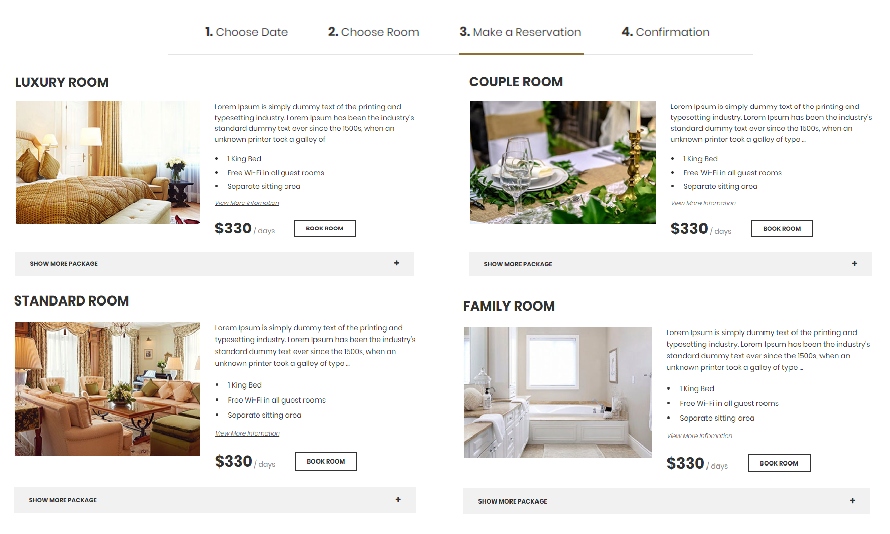 1. Choose Date 2. Choose Room 3. Make a Reservation 4. Confirmation
LUXURY ROOM
Lorem Ipsum is simply dummy text of the printing and
typesetting industry. Lorem Ipsum has been the industry's
standard dummy text ever since the 1500s, when an
unknown printer took a galley of
• 1 King Bed
• Free Wi-Fi in all guest rooms
• Separate sitting area
View More Information
$330 / days BOOK ROOM
SHOW MORE PACKAGE +
COUPLE ROOM
Lorem Ipsum is simply dummy text of the printing and
typesetting industry. Lorem Ipsum has been the industry's
standard dummy text ever since the 1500s, when an
unknown printer took a galley of type ...
• 1 King Bed
• Free Wi-Fi in all guest rooms
• Separate sitting area
View More Information
$330 / days BOOK ROOM
SHOW MORE PACKAGE +
STANDARD ROOM
Lorem Ipsum is simply dummy text of the printing and
typesetting industry. Lorem Ipsum has been the industry's
standard dummy text ever since the 1500s, when an
unknown printer took a galley of type ...
• 1 King Bed
• Free Wi-Fi in all guest rooms
• Separate sitting area
View More Information
$330 / days BOOK ROOM
SHOW MORE PACKAGE +
FAMILY ROOM
Lorem Ipsum is simply dummy text of the printing and
typesetting industry. Lorem Ipsum has been the industry's
standard dummy text ever since the 1500s, when an
unknown printer took a galley of type ...
• 1 King Bed
• Free Wi-Fi in all guest rooms
• Separate sitting area
View More Information
$330 / days BOOK ROOM
SHOW MORE PACKAGE +